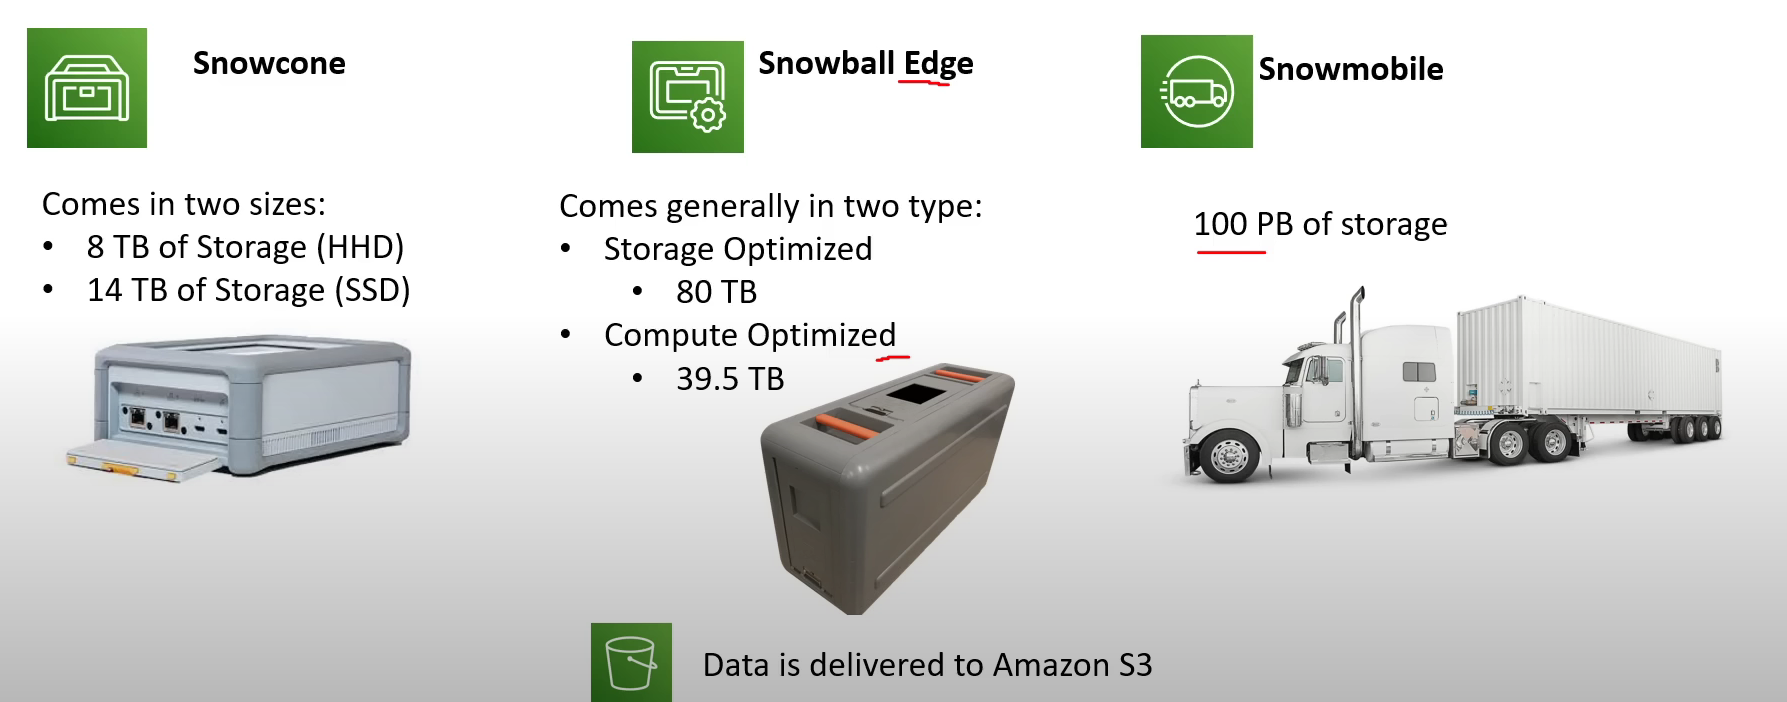 Snowcone
Snowball Edge
Snowmobile
Comes in two sizes:
• 8 TB of Storage (HHD)
• 14 TB of Storage (SSD)
Comes generally in two type:
• Storage Optimized
• 80 TB
• Compute Optimized
• 39.5 TB
100 PB of storage
Data is delivered to Amazon S3